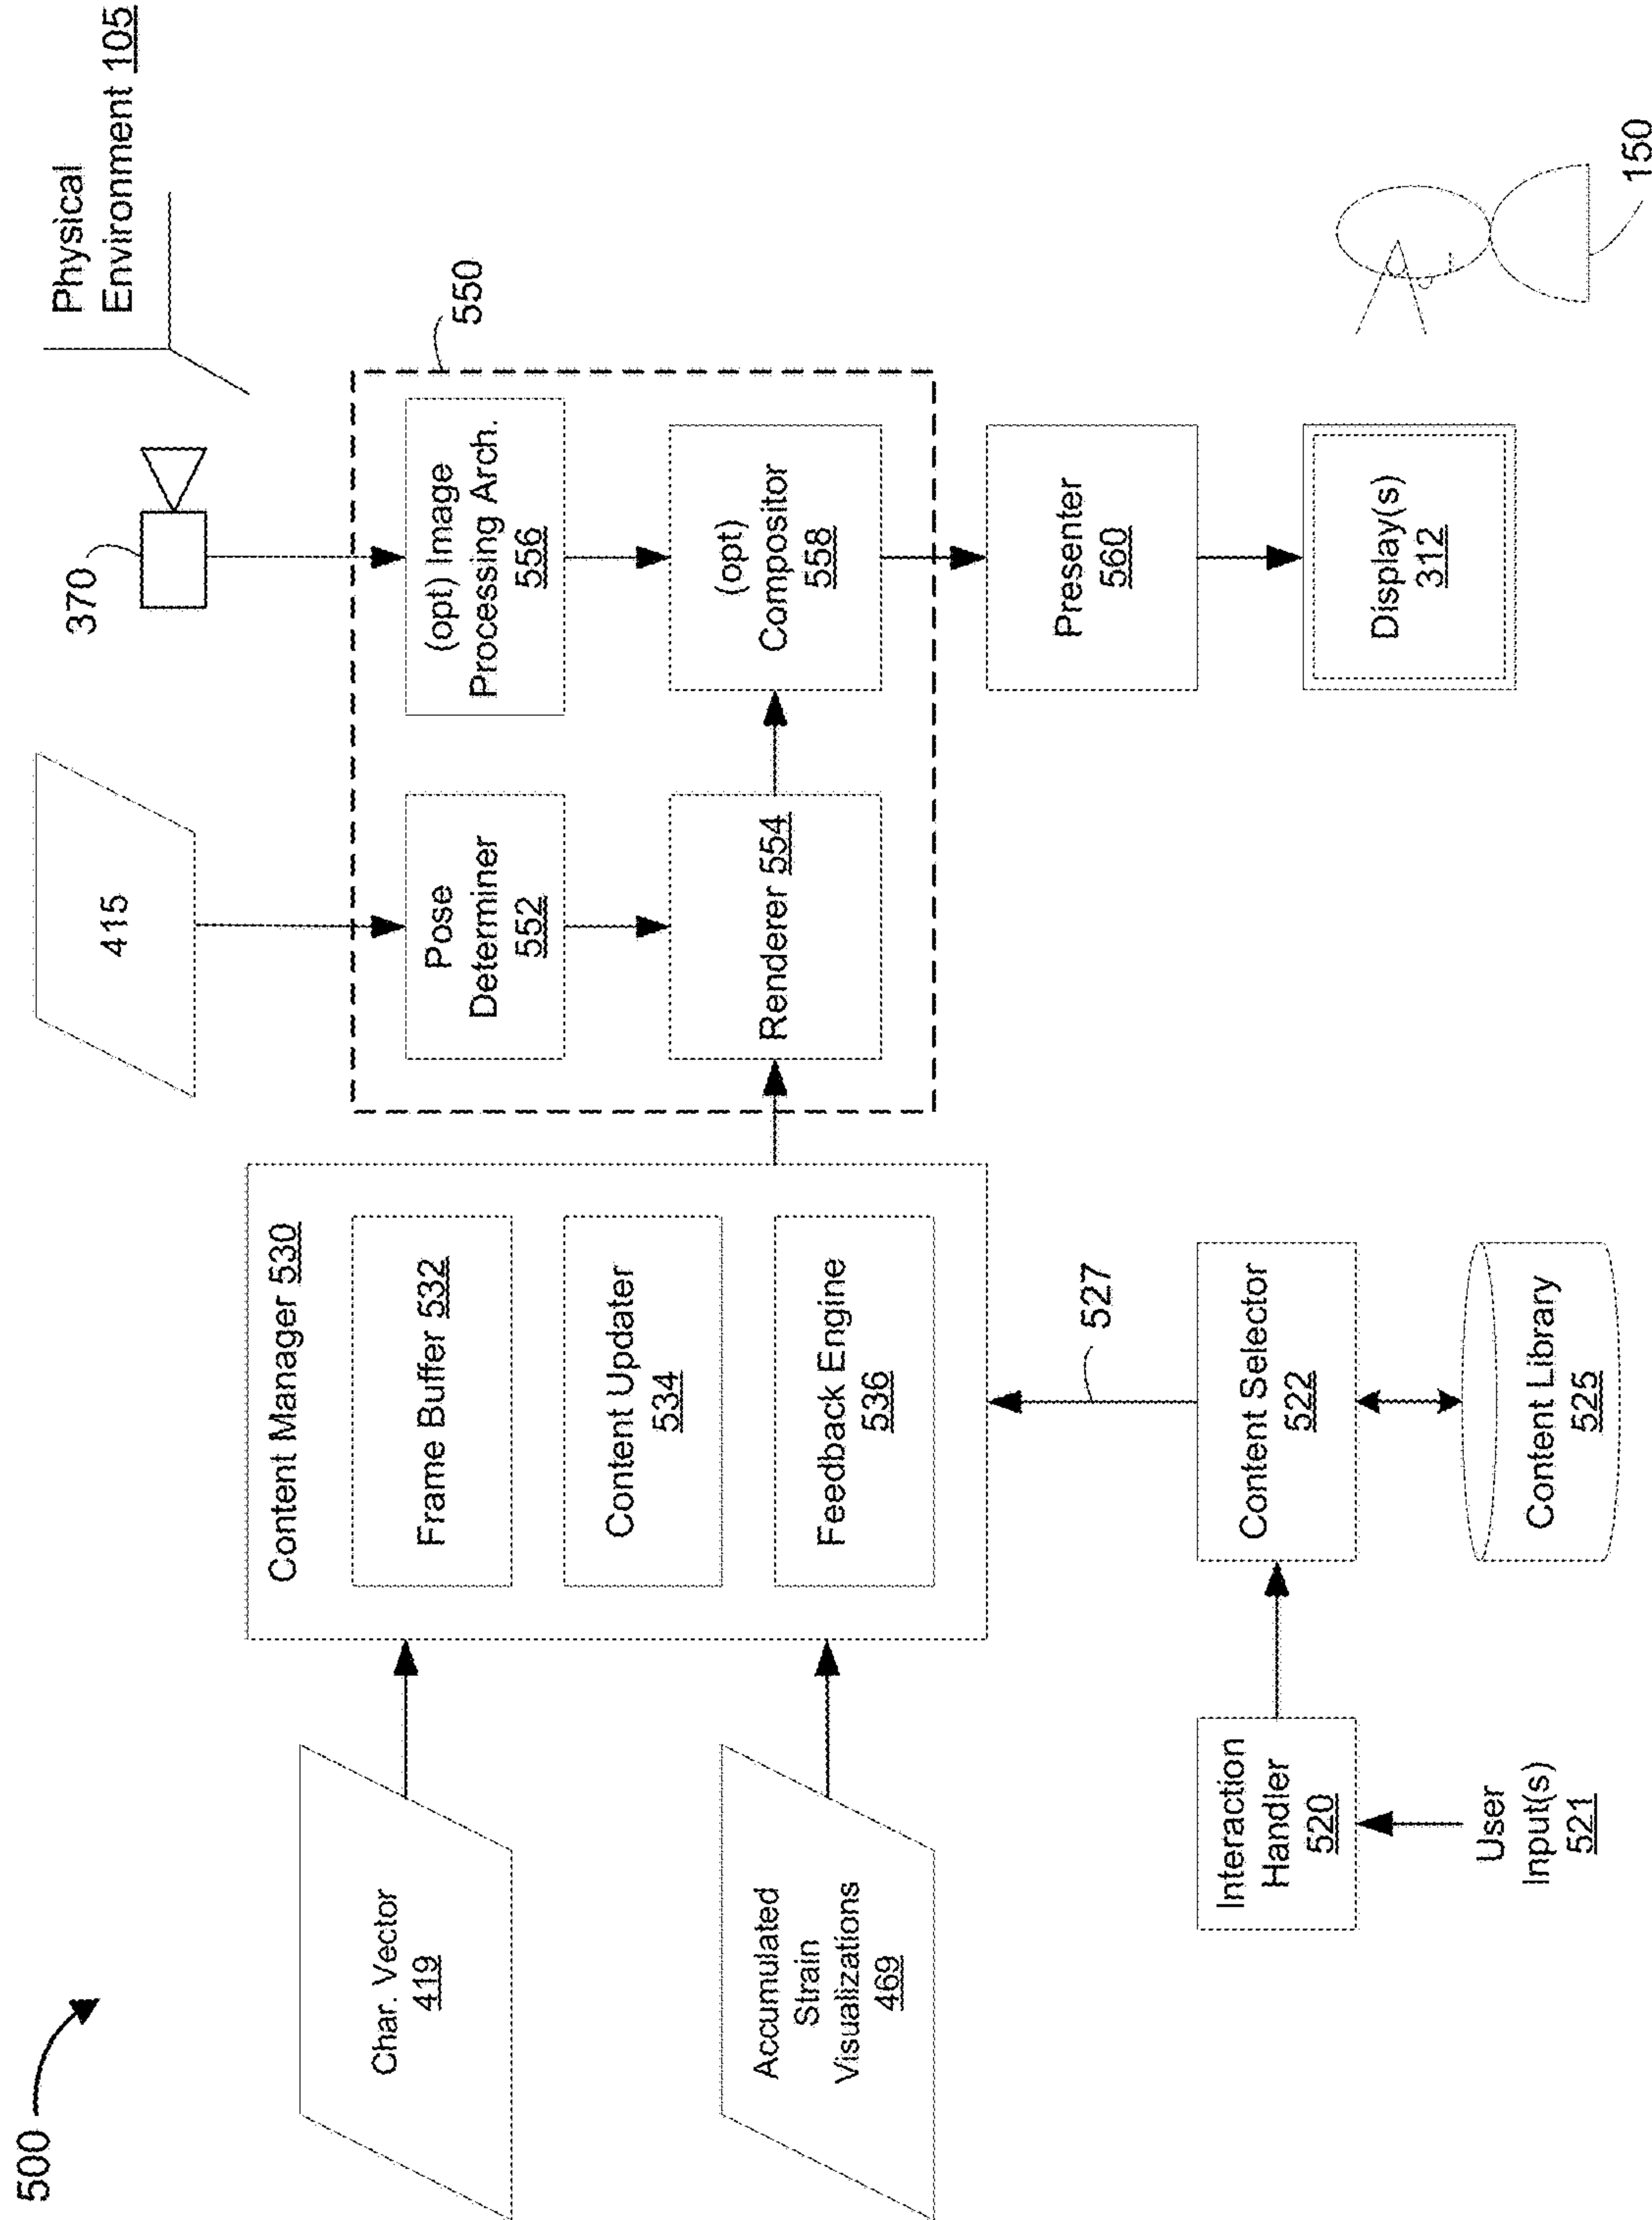 500
Char. Vector
419
Accumulated
Strain
Visualizations
469
Content Manager 530
Frame Buffer 532
Content Updater
534
Feedback Engine
536
527
Interaction
Handler
520
User
Input(s)
521
Content Selector
522
Content Library
525
415
370
Physical
Environment 105
550
Pose
Determiner
552
(opt) Image
Processing Arch.
556
Renderer 554
(opt)
Compositor
558
Presenter
560
Display(s)
312
150